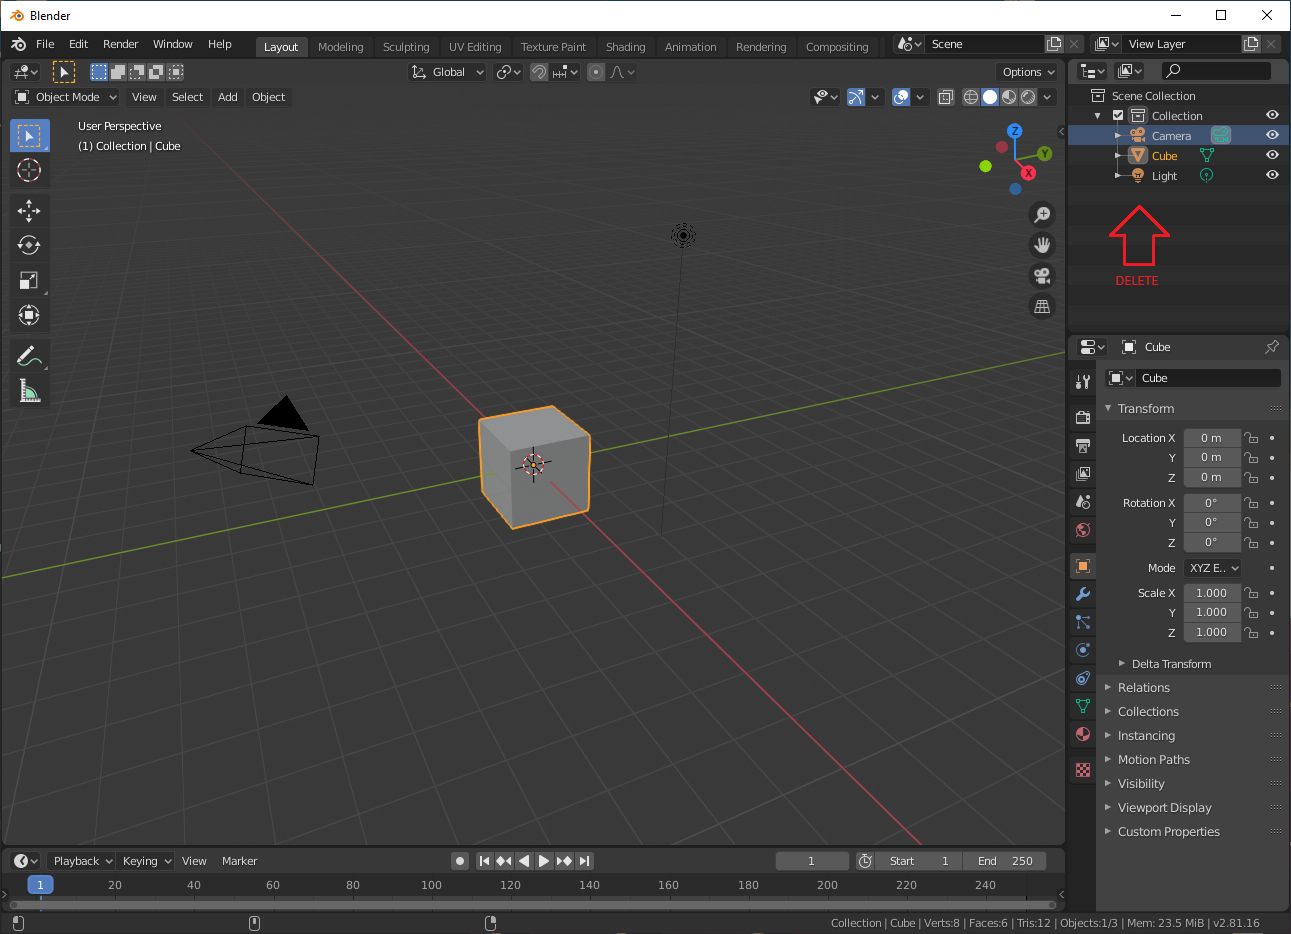 Blender
File Edit Render Window Help Layout Modeling Sculpting UV Editing Texture Paint Shading Animation Rendering Compositing Scene View Layer
Global Options
Object Mode View Select Add Object
User Perspective
(1) Collection | Cube
Z
Y
X
Scene Collection
Collection
Camera
Cube
Light
DELETE
Cube
Cube
Transform
Location X 0 m
Y 0 m
Z 0 m
Rotation X 0°
Y 0°
Z 0°
Mode XYZ E..
Scale X 1.000
Y 1.000
Z 1.000
Delta Transform
Relations
Collections
Instancing
Motion Paths
Visibility
Viewport Display
Custom Properties
Playback Keying View Marker 1 Start 1 End 250
1 20 40 60 80 100 120 140 160 180 200 220 240
Collection | Cube | Verts:8 | Faces:6 | Tris:12 | Objects:1/3 | Mem: 23.5 MiB | v2.81.16